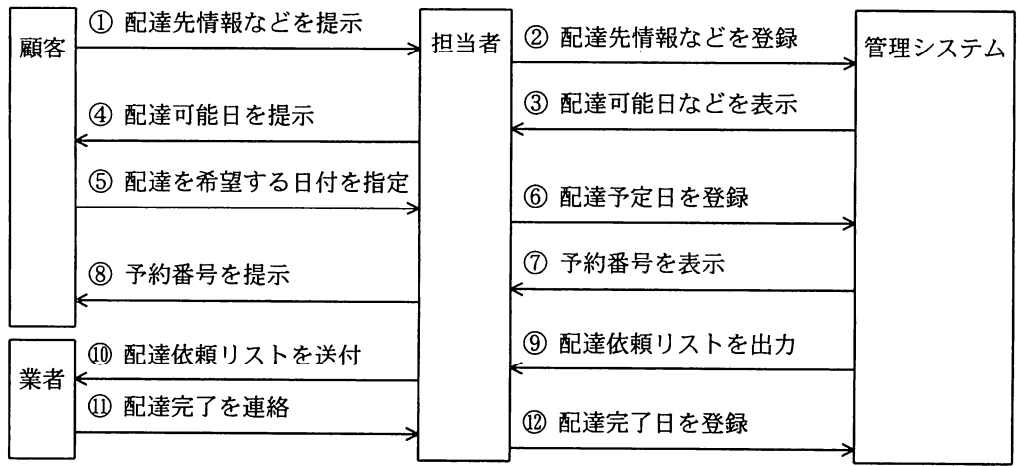 顧客
担当者
管理システム
① 配達先情報などを提示
② 配達先情報などを登録
③ 配達可能日などを表示
④ 配達可能日を提示
⑤ 配達を希望する日付を指定
⑥ 配達予定日を登録
⑦ 予約番号を表示
⑧ 予約番号を提示
業者
⑨ 配達依頼リストを出力
⑩ 配達依頼リストを送付
⑪ 配達完了を連絡
⑫ 配達完了日を登録